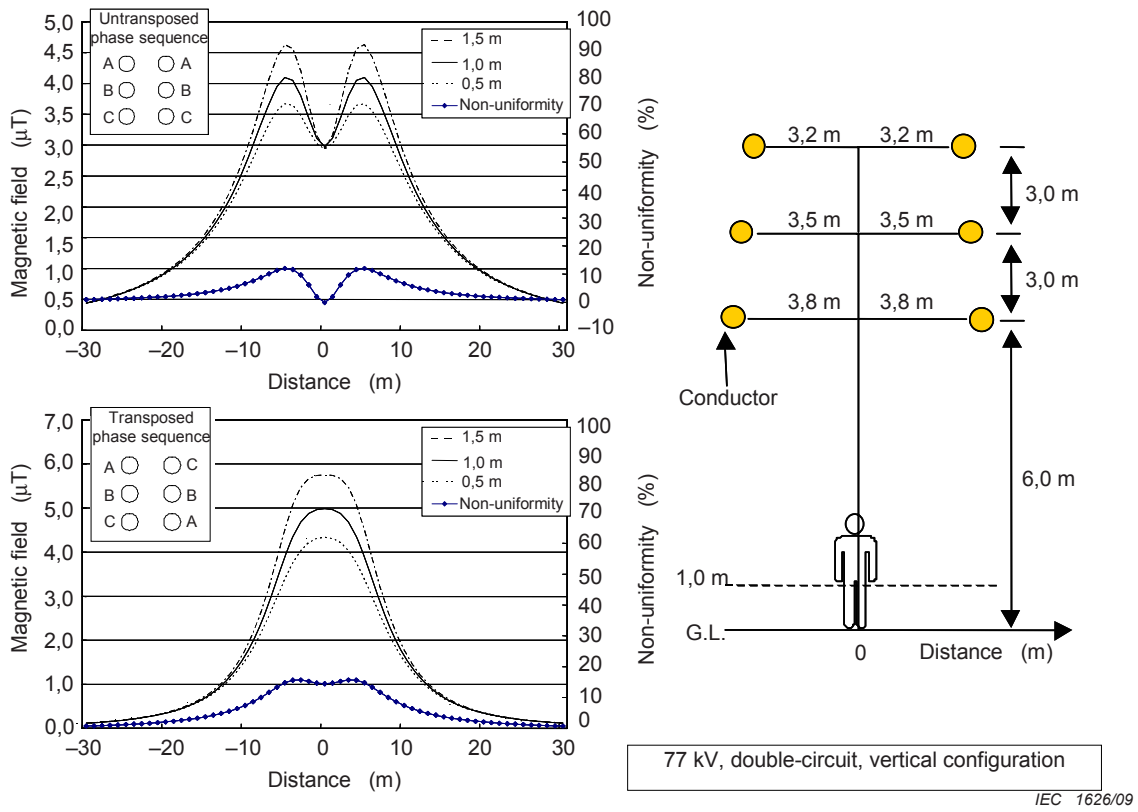 5,0
4,5
4,0
3,5
3,0
2,5
2,0
1,5
1,0
0,5
0,0
Magnetic field (μT)
Untransposed
phase sequence
A A
B B
C C
1,5 m
1,0 m
0,5 m
Non-uniformity
100
90
80
70
60
50
40
30
20
10
0
–10
Non-uniformity (%)
–30 –20 –10 0 10 20 30
Distance (m)
7,0
6,0
5,0
4,0
3,0
2,0
1,0
0,0
Magnetic field (μT)
Transposed
phase sequence
A C
B B
C A
1,5 m
1,0 m
0,5 m
Non-uniformity
100
90
80
70
60
50
40
30
20
10
0
Non-uniformity (%)
–30 –20 –10 0 10 20 30
Distance (m)
3,2 m 3,2 m
3,0 m
3,5 m 3,5 m
3,0 m
3,8 m 3,8 m
Conductor
6,0 m
1,0 m
G.L.
0 Distance (m)
77 kV, double-circuit, vertical configuration
IEC 1626/09